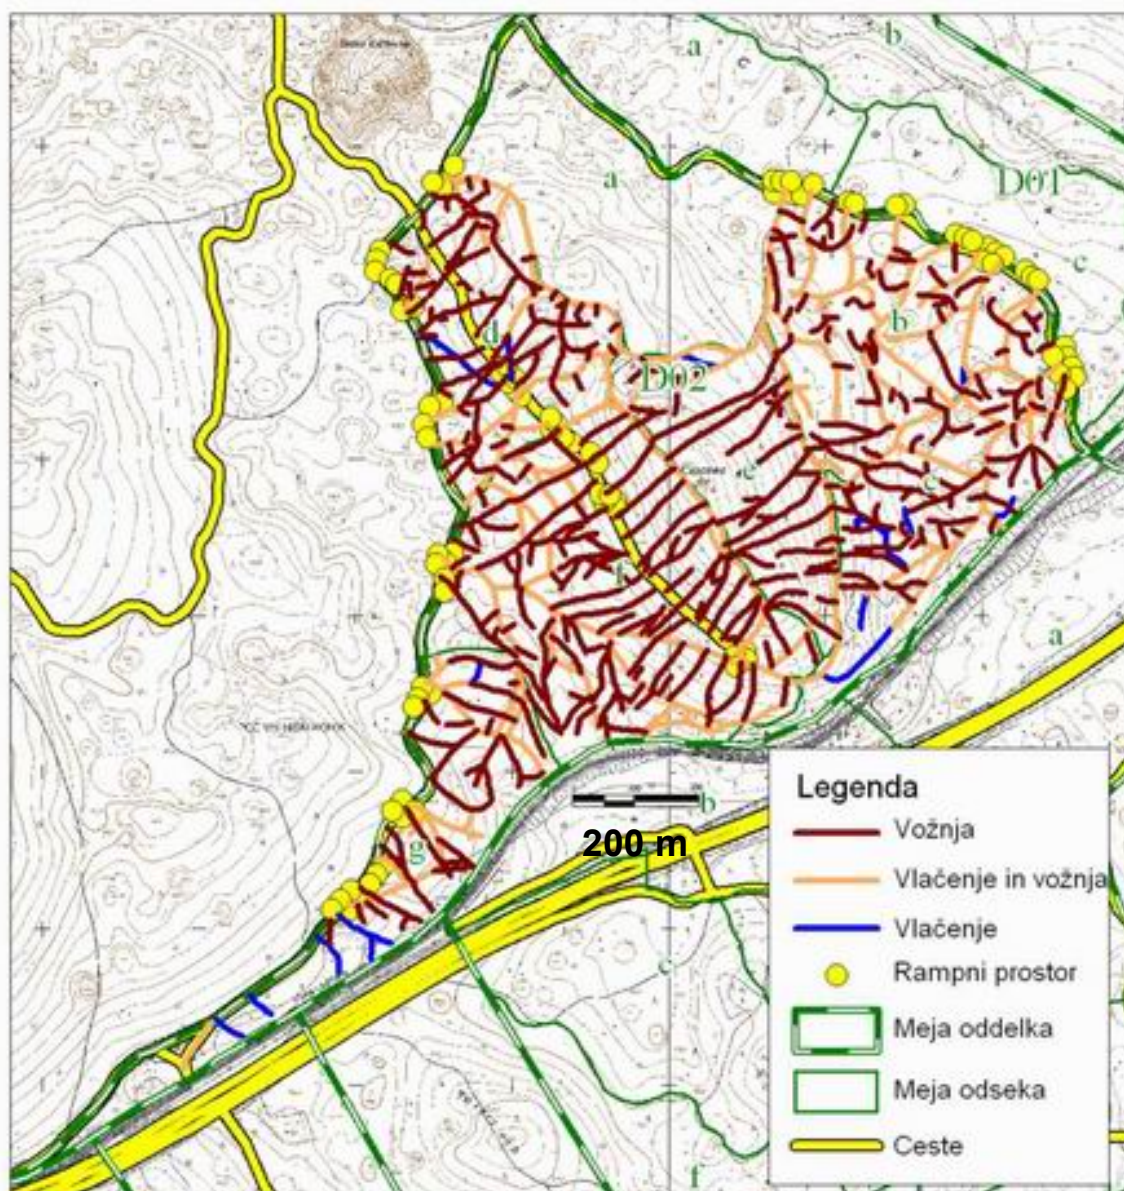 b
a
a
D01
c
b
d
D02
e
c
f
a
b
200 m
g
c
f
Legenda
Vožnja
Vlačenje in vožnja
Vlačenje
Rampni prostor
Meja oddelka
Meja odseka
Ceste